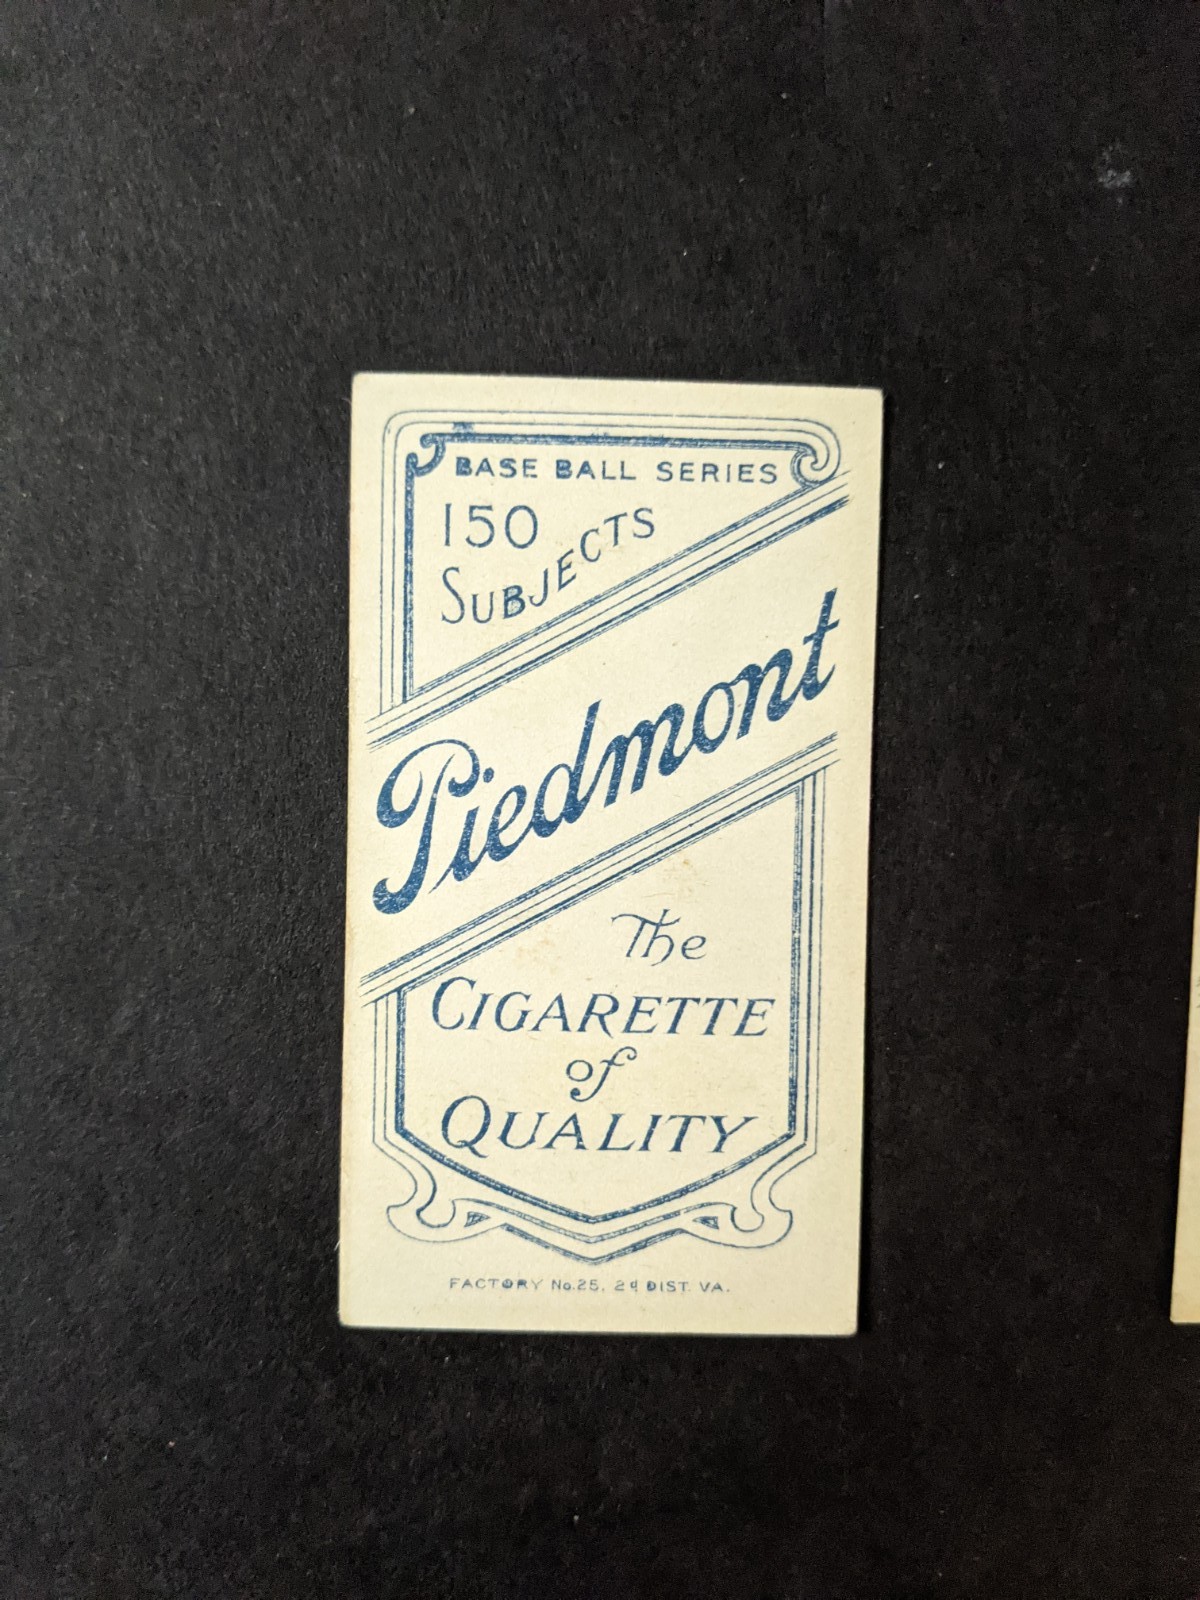 BASE BALL SERIES
150
SUBJECTS
Piedmont
The
CIGARETTE
of
QUALITY
FACTORY No.25, 2d DIST. VA.